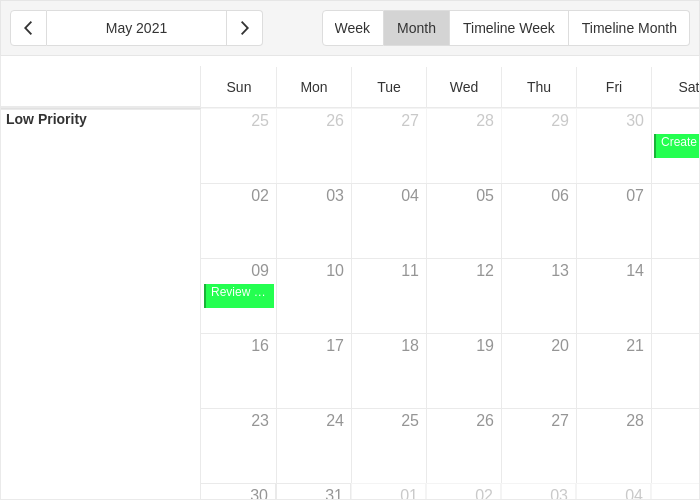 May 2021
Week Month Timeline Week Timeline Month
Sun Mon Tue Wed Thu Fri Sat
Low Priority
25 26 27 28 29 30
Create
02 03 04 05 06 07
09 10 11 12 13 14
Review ...
16 17 18 19 20 21
23 24 25 26 27 28
30 31 01 02 03 04